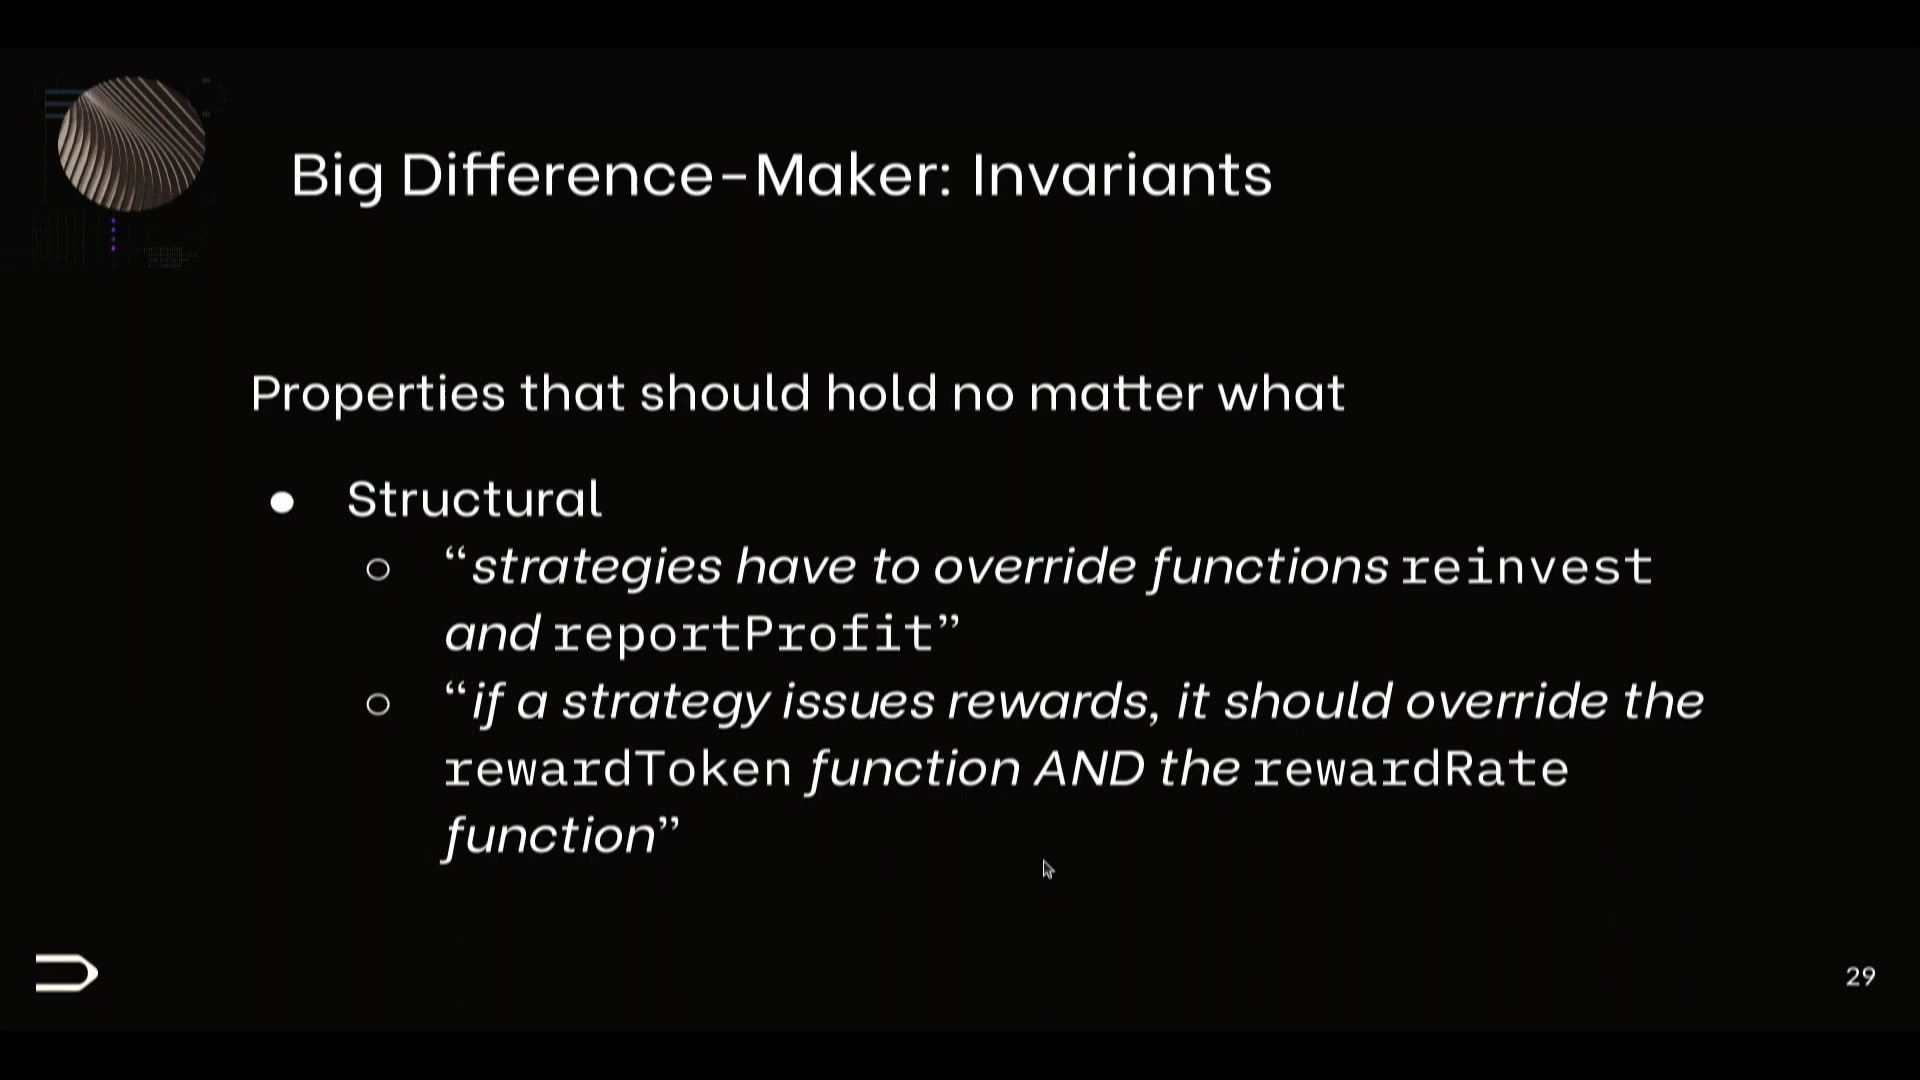 Big Difference-Maker: Invariants
Properties that should hold no matter what
● Structural
○ “strategies have to override functions reinvest
and reportProfit”
○ “if a strategy issues rewards, it should override the
rewardToken function AND the rewardRate
function”
29